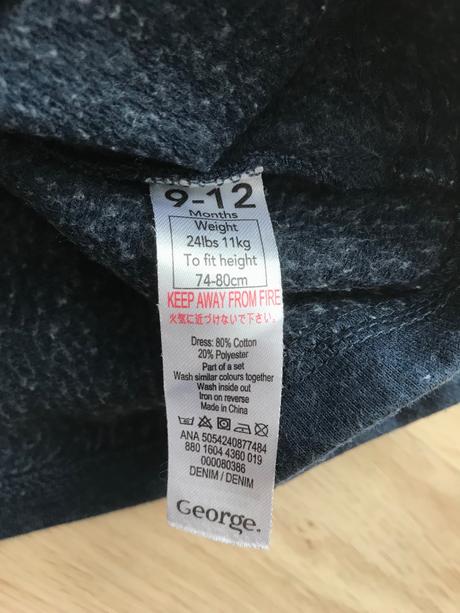 9-12
Months
Weight
24lbs 11kg
To fit height
74-80cm
KEEP AWAY FROM FIRE
火気に近づけないで下さい。
Dress: 80% Cotton
20% Polyester
Part of a set
Wash similar colours together
Wash inside out
Iron on reverse
Made in China
ANA 5054240877484
880 1604 4360 019
000080386
DENIM / DENIM
George.